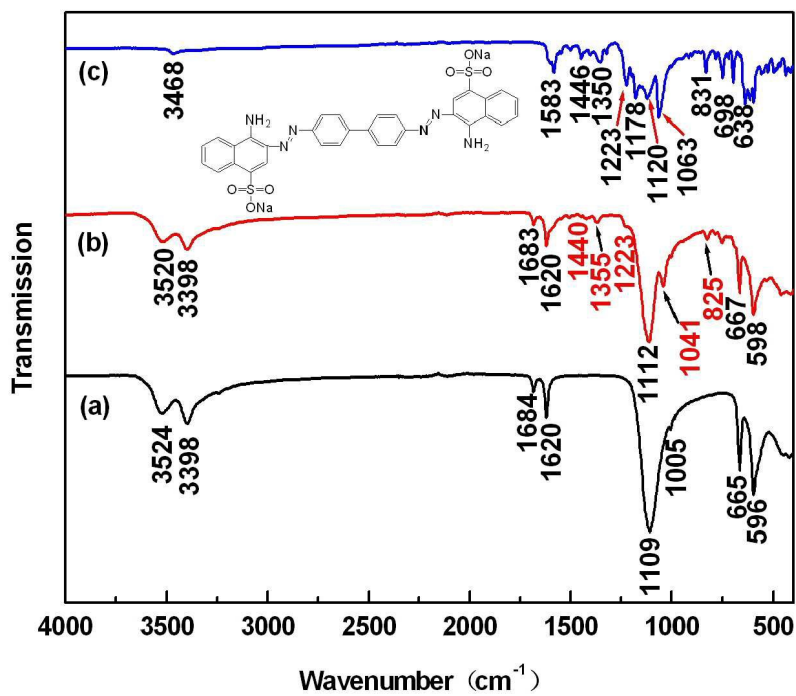 (c)
3468
1583
1446
1350
1223
1178
1120
1063
831
698
638
ONa
O=S=O
NH2
N
N
N
N
NH2
O=S=O
ONa
(b)
3520
3398
1683
1620
1440
1355
1223
1112
1041
825
667
598
(a)
3524
3398
1684
1620
1109
1005
665
596
Transmission
4000 3500 3000 2500 2000 1500 1000 500
Wavenumber (cm⁻¹)